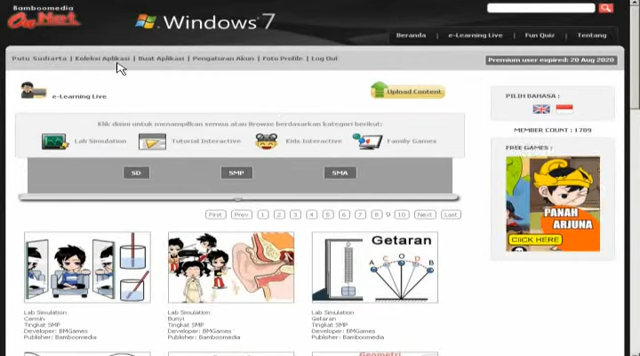 Bamboomedia
OnNet
Windows 7
Beranda e-Learning Live Fun Quiz Tentang
Putu Sudiarta | Koleksi Aplikasi | Buat Aplikasi | Pengaturan Akun | Foto Profile | Log Out
Premium user expired: 20 Aug 2020
e-Learning Live
Upload Content
PILIH BAHASA :
Klik disini untuk menampilkan semua atau Browse berdasarkan kategori berikut:
Lab Simulation Tutorial Interactive Kids Interactive Family Games
MEMBER COUNT : 1709
SD SMP SMA
FREE GAMES :
PANAH
ARJUNA
CLICK HERE
First Prev 1 2 3 4 5 6 7 8 9 10 Next Last
Getaran
A C O D B
Lab Simulation
Cermin
Tingkat SMP
Developer: BMGames
Publisher: Bamboomedia
Lab Simulation
Bunyi
Tingkat SMP
Developer: BMGames
Publisher: Bamboomedia
Lab Simulation
Getaran
Tingkat SMP
Developer: BMGames
Publisher: Bamboomedia
Geometri